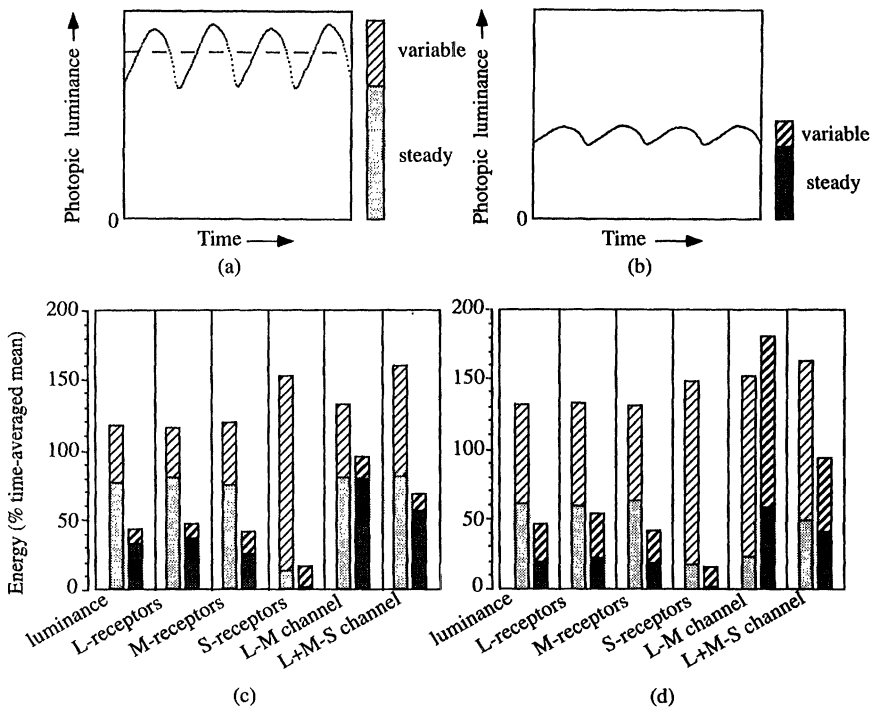 Photopic luminance
0
Time
(a)
variable
steady
Photopic luminance
0
Time
(b)
variable
steady
Energy (% time-averaged mean)
200
150
100
50
0
luminance
L-receptors
M-receptors
S-receptors
L-M channel
L+M-S channel
(c)
200
150
100
50
0
luminance
L-receptors
M-receptors
S-receptors
L-M channel
L+M-S channel
(d)